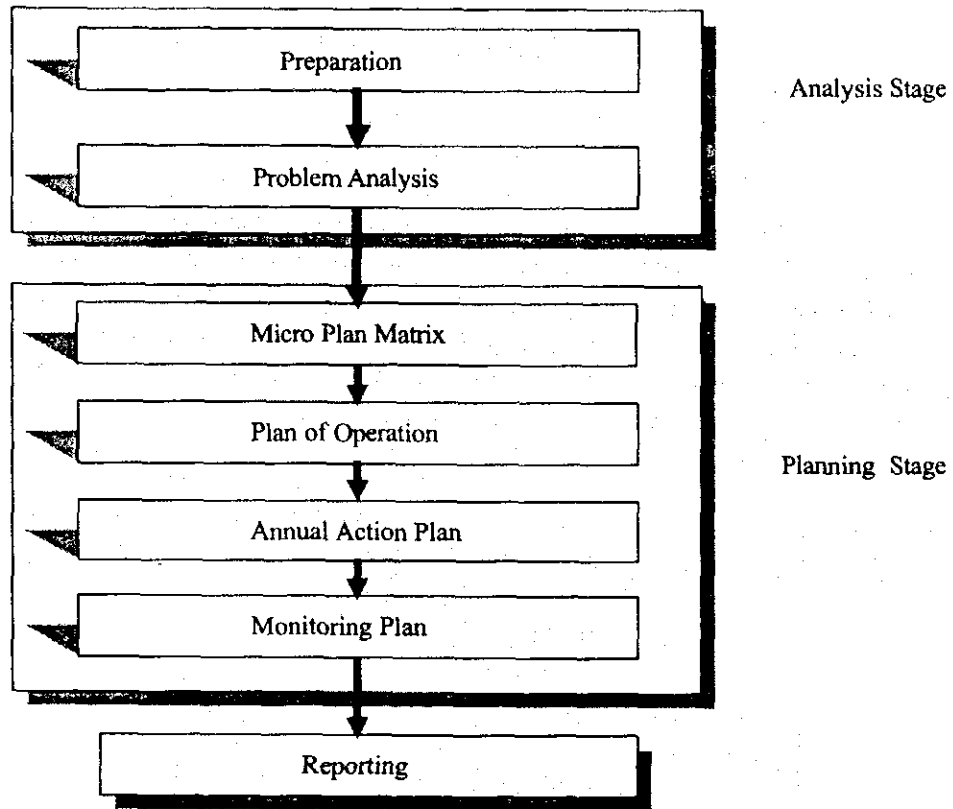 Preparation
Analysis Stage
Problem Analysis
Micro Plan Matrix
Plan of Operation
Planning Stage
Annual Action Plan
Monitoring Plan
Reporting